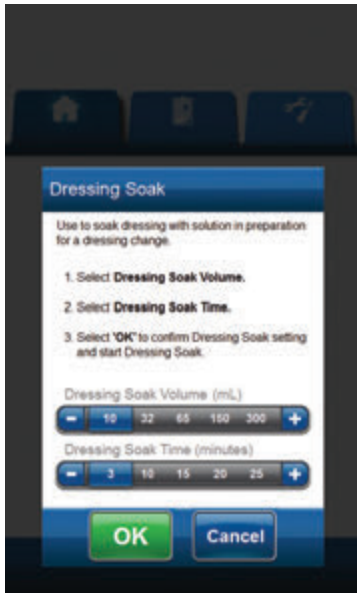 Dressing Soak
Use to soak dressing with solution in preparation
for a dressing change.
1. Select Dressing Soak Volume.
2. Select Dressing Soak Time.
3. Select 'OK' to confirm Dressing Soak setting
and start Dressing Soak.
Dressing Soak Volume (mL)
- 10 32 65 150 300 +
Dressing Soak Time (minutes)
- 3 10 15 20 25 +
OK Cancel